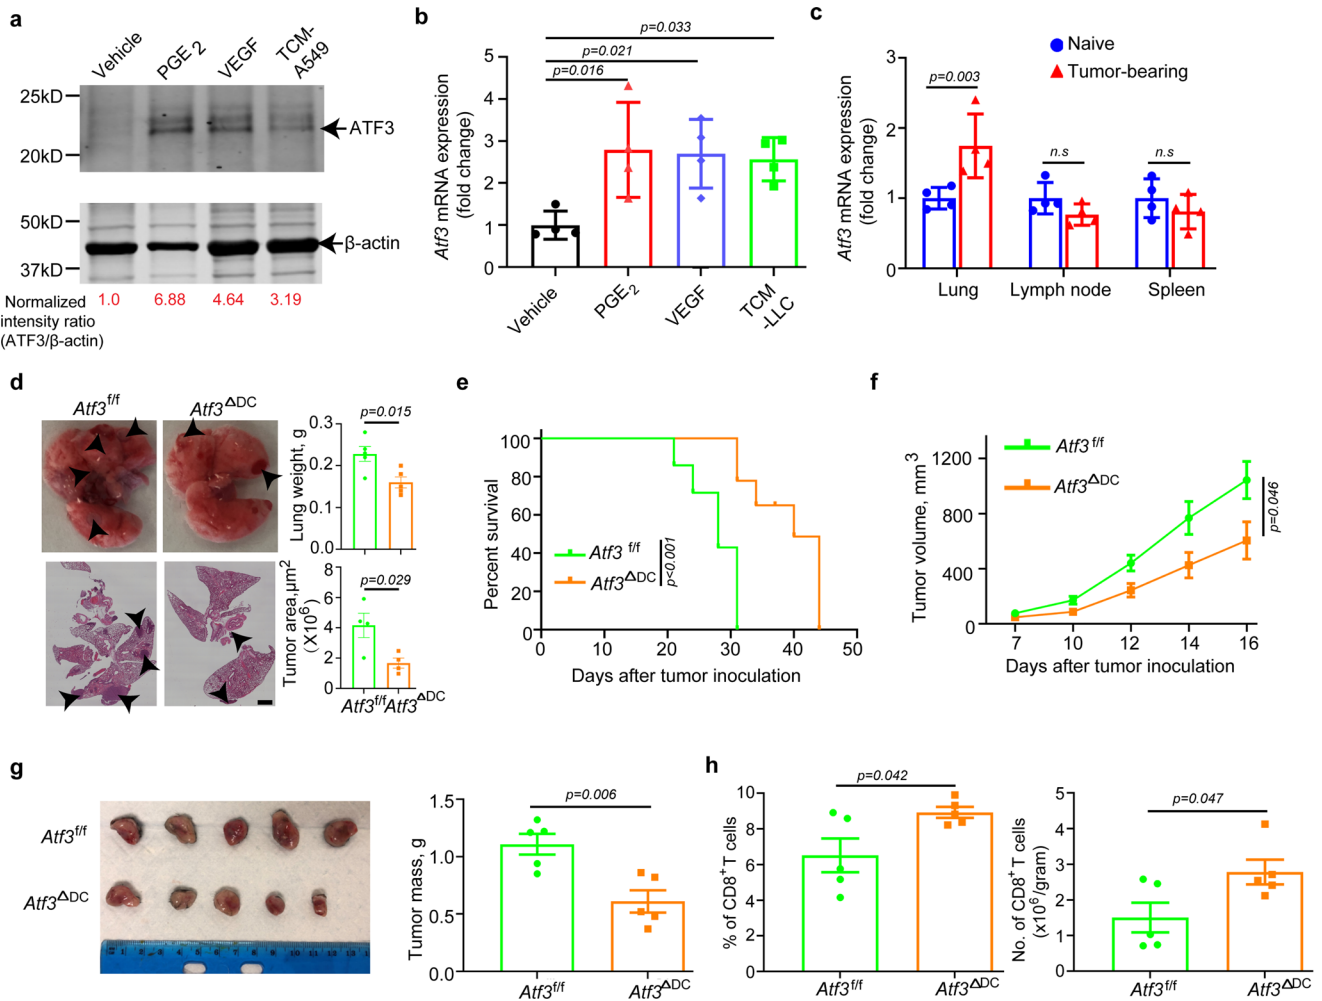 a
Vehicle
PGE2
VEGF
TCM-
A549
25kD
ATF3
20kD
50kD
β-actin
37kD
Normalized
intensity ratio
(ATF3/β-actin)
1.0 6.88 4.64 3.19
b
p=0.033
p=0.021
p=0.016
Atf3 mRNA expression
(fold change)
5
4
3
2
1
0
Vehicle
PGE2
VEGF
TCM
-LLC
c
Naive
Tumor-bearing
p=0.003
n.s
n.s
Atf3 mRNA expression
(fold change)
3
2
1
0
Lung Lymph node Spleen
d
Atf3f/f Atf3ΔDC
p=0.015
Lung weight, g
0.3
0.2
0.1
0.0
p=0.029
Tumor area,μm2
(X106)
8
6
4
2
0
Atf3f/f Atf3ΔDC
e
Percent survival
100
80
60
40
20
0
Atf3 f/f
Atf3ΔDC
p<0.001
0 10 20 30 40 50
Days after tumor inoculation
f
Atf3 f/f
Atf3ΔDC
p=0.046
Tumor volume, mm3
1200
800
400
0
7 10 12 14 16
Days after tumor inoculation
g
Atf3f/f
Atf3ΔDC
p=0.006
Tumor mass, g
1.5
1.0
0.5
0.0
Atf3f/f Atf3ΔDC
h
p=0.042
% of CD8+T cells
10
8
6
4
2
0
Atf3f/f Atf3ΔDC
p=0.047
No. of CD8+T cells
(x106/gram)
5
4
3
2
1
0
Atf3f/f Atf3ΔDC